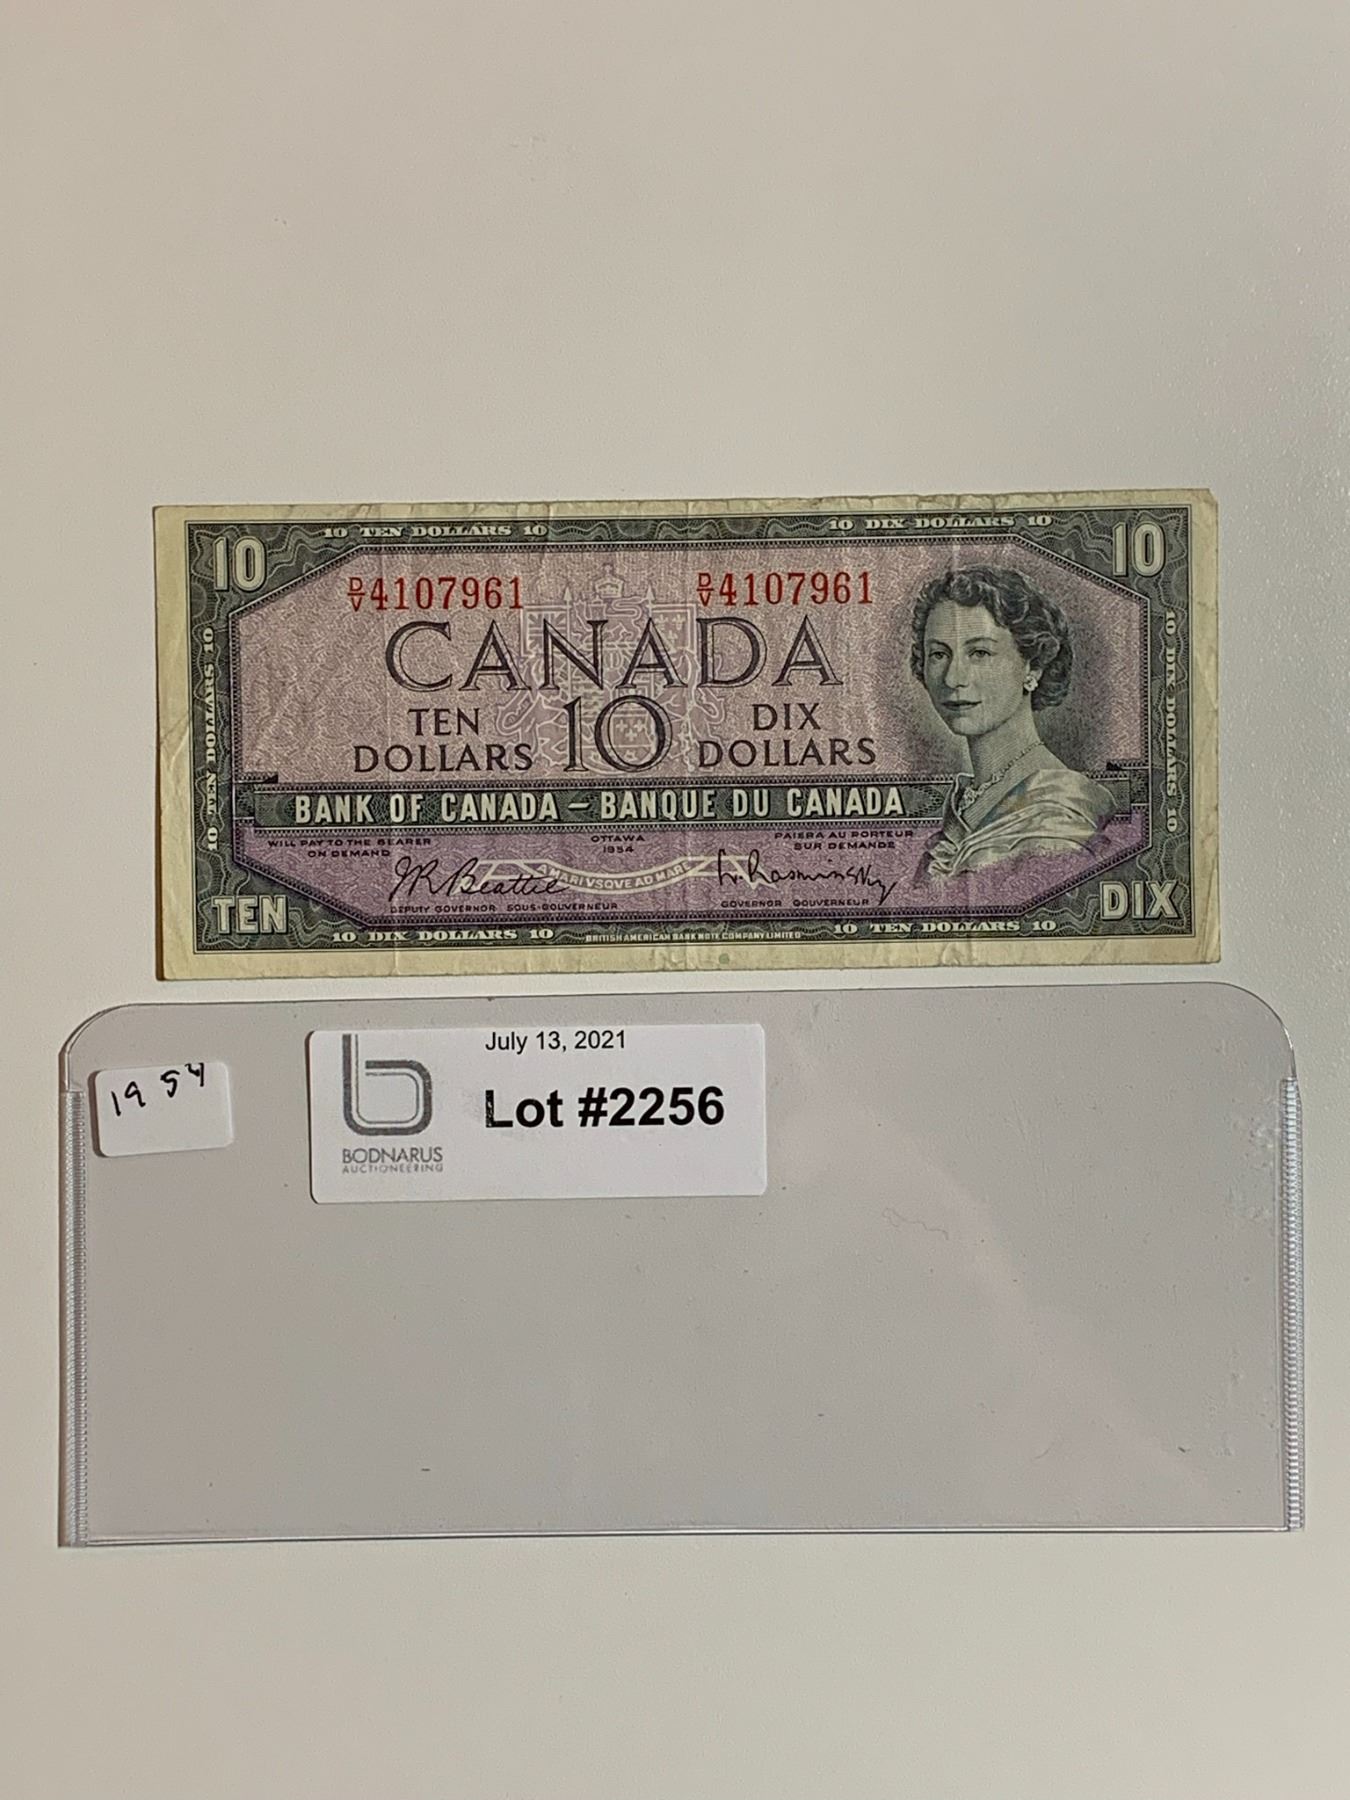 10 TEN DOLLARS 10
10 DIX DOLLARS 10
10
10
D/V 4107961
D/V 4107961
CANADA
TEN DOLLARS
10
DIX DOLLARS
10 TEN DOLLARS 10
10 DIX DOLLARS 10
BANK OF CANADA – BANQUE DU CANADA
WILL PAY TO THE BEARER
ON DEMAND
OTTAWA
1954
PAIERA AU PORTEUR
SUR DEMANDE
JR Beattie
A MARI VSQVE AD MARE
L. Rasminsky
DEPUTY GOVERNOR SOUS-GOUVERNEUR
GOVERNOR GOUVERNEUR
TEN
DIX
10 DIX DOLLARS 10
BRITISH AMERICAN BANK NOTE COMPANY LIMITED
10 TEN DOLLARS 10
1954
July 13, 2021
Lot #2256
b
BODNARUS
AUCTIONEERING